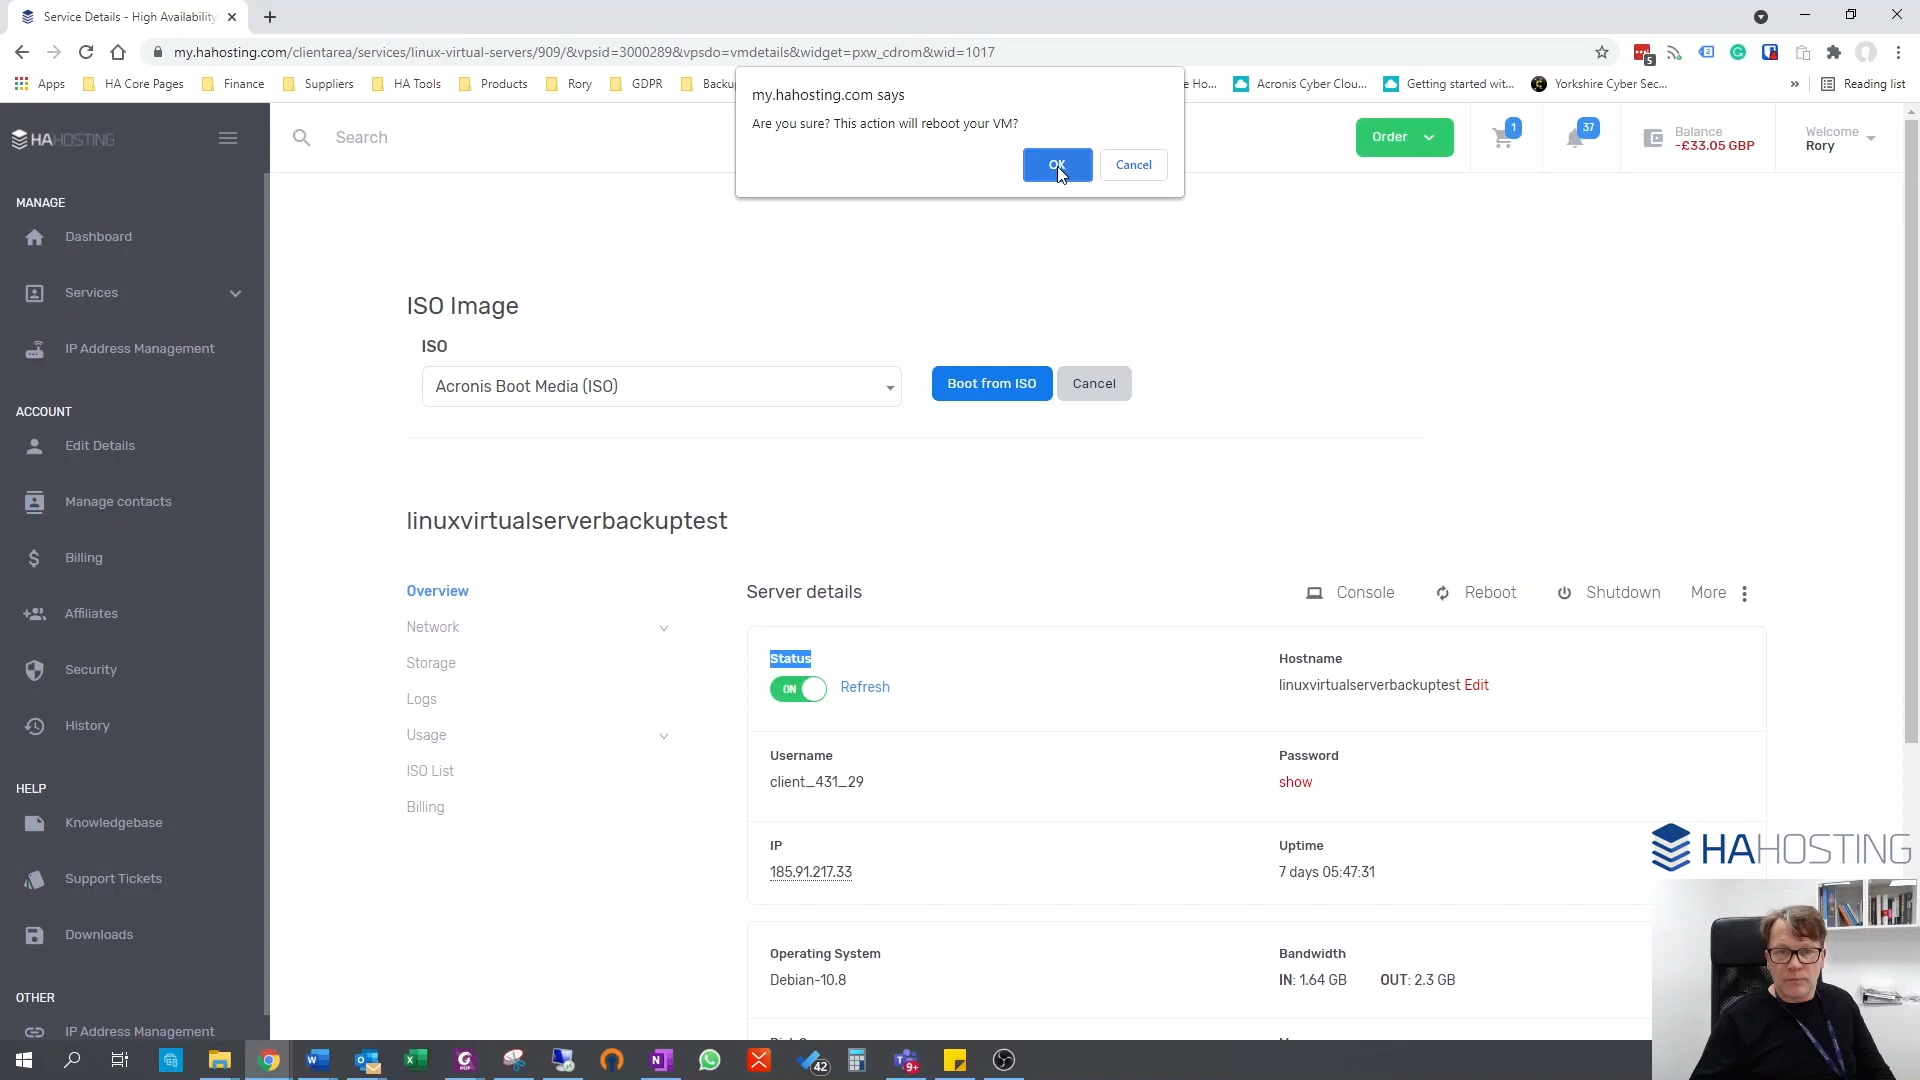 Service Details - High Availability
my.hahosting.com/clientarea/services/linux-virtual-servers/909/&vpsid=3000289&vpsdo=vmdetails&widget=pxw_cdrom&wid=1017
5
Apps
HA Core Pages
Finance
Suppliers
HA Tools
Products
Rory
GDPR
Backu
e Ho...
Acronis Cyber Clou...
Getting started wit...
Yorkshire Cyber Sec...
»
Reading list
my.hahosting.com says
Are you sure? This action will reboot your VM?
OK
Cancel
HAHOSTING
Search
Order
1
37
Balance
-£33.05 GBP
Welcome
Rory
MANAGE
Dashboard
Services
IP Address Management
ACCOUNT
Edit Details
Manage contacts
Billing
Affiliates
Security
History
HELP
Knowledgebase
Support Tickets
Downloads
OTHER
IP Address Management
ISO Image
ISO
Acronis Boot Media (ISO)
Boot from ISO
Cancel
linuxvirtualserverbackuptest
Overview
Network
Storage
Logs
Usage
ISO List
Billing
Server details
Console
Reboot
Shutdown
More
Status
ON
Refresh
Hostname
linuxvirtualserverbackuptest Edit
Username
client_431_29
Password
show
IP
185.91.217.33
Uptime
7 days 05:47:31
Operating System
Debian-10.8
Bandwidth
IN: 1.64 GB OUT: 2.3 GB
HAHOSTING
42
9+